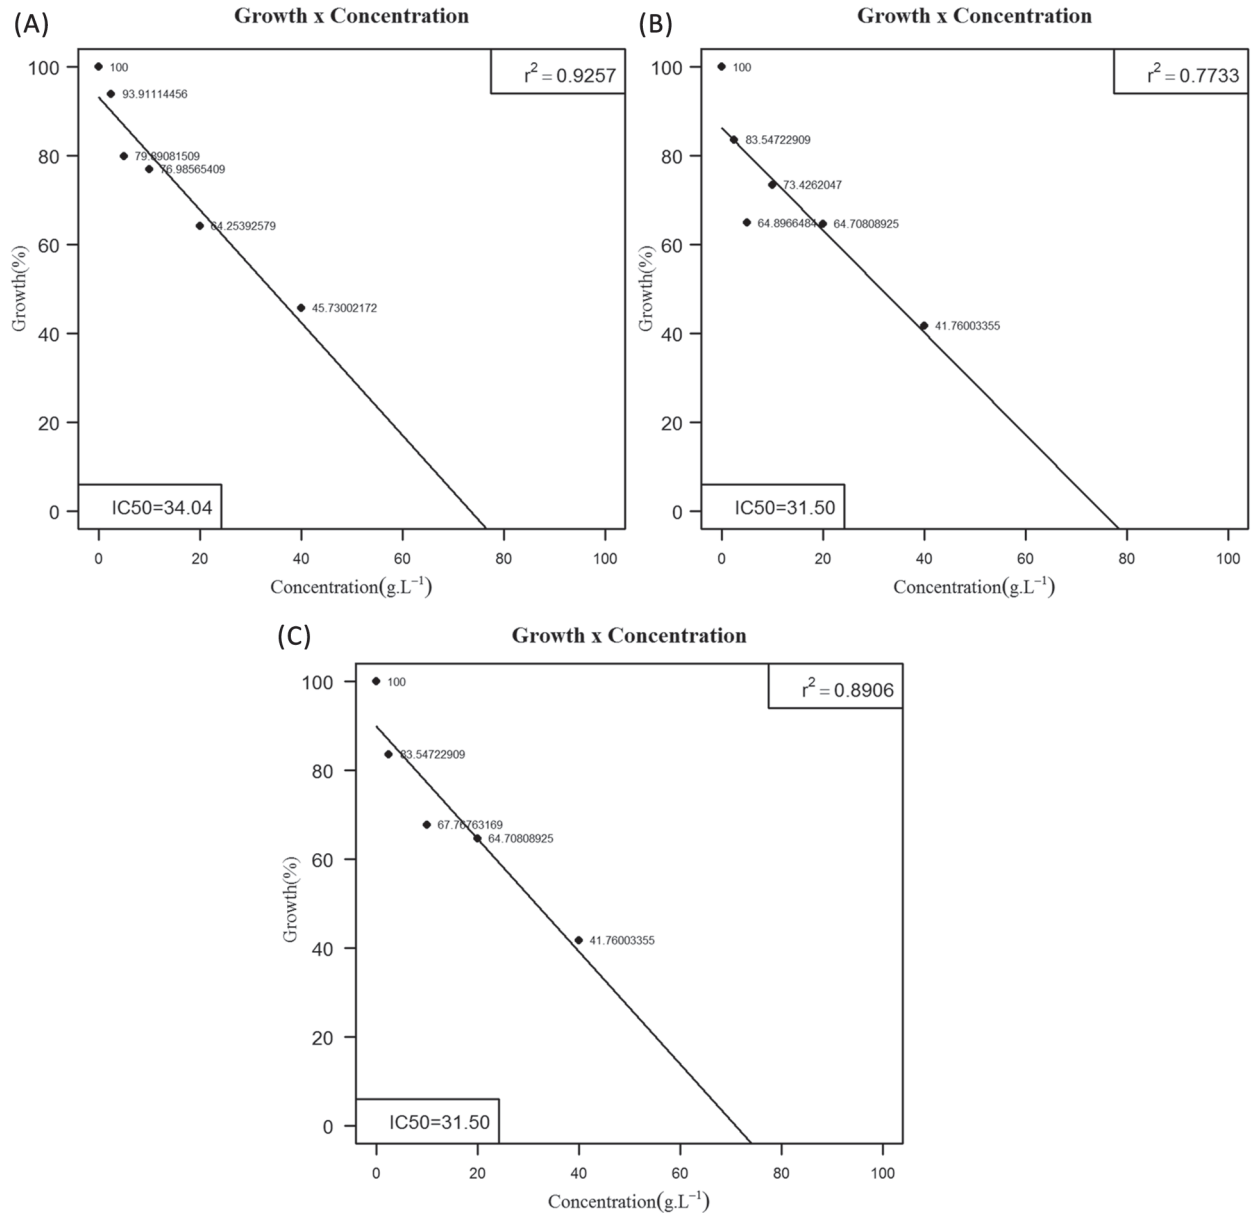 (A)
Growth x Concentration
r² = 0.9257
100
80
60
40
20
0
Growth(%)
100
93.91114456
79.89081509
76.98565409
64.25392579
45.73002172
IC50=34.04
0 20 40 60 80 100
Concentration(g.L⁻¹)
(B)
Growth x Concentration
r² = 0.7733
100
80
60
40
20
0
Growth(%)
100
83.54722909
73.4262047
64.8966484
64.70808925
41.76003355
IC50=31.50
0 20 40 60 80 100
Concentration(g.L⁻¹)
(C)
Growth x Concentration
r² = 0.8906
100
80
60
40
20
0
Growth(%)
100
83.54722909
67.76763169
64.70808925
41.76003355
IC50=31.50
0 20 40 60 80 100
Concentration(g.L⁻¹)